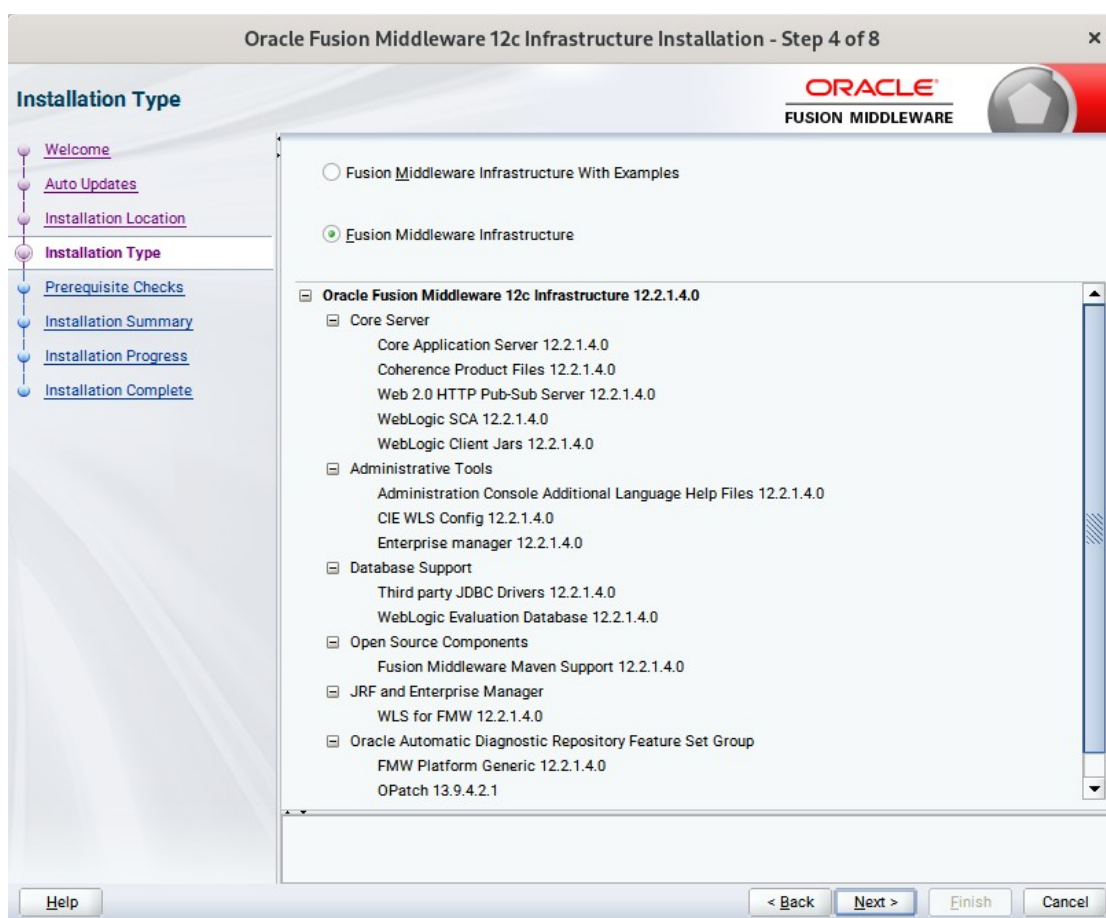 Oracle Fusion Middleware 12c Infrastructure Installation - Step 4 of 8
Installation Type
ORACLE
FUSION MIDDLEWARE
Welcome
Auto Updates
Installation Location
Installation Type
Prerequisite Checks
Installation Summary
Installation Progress
Installation Complete
Fusion Middleware Infrastructure With Examples
Fusion Middleware Infrastructure
Oracle Fusion Middleware 12c Infrastructure 12.2.1.4.0
Core Server
Core Application Server 12.2.1.4.0
Coherence Product Files 12.2.1.4.0
Web 2.0 HTTP Pub-Sub Server 12.2.1.4.0
WebLogic SCA 12.2.1.4.0
WebLogic Client Jars 12.2.1.4.0
Administrative Tools
Administration Console Additional Language Help Files 12.2.1.4.0
CIE WLS Config 12.2.1.4.0
Enterprise manager 12.2.1.4.0
Database Support
Third party JDBC Drivers 12.2.1.4.0
WebLogic Evaluation Database 12.2.1.4.0
Open Source Components
Fusion Middleware Maven Support 12.2.1.4.0
JRF and Enterprise Manager
WLS for FMW 12.2.1.4.0
Oracle Automatic Diagnostic Repository Feature Set Group
FMW Platform Generic 12.2.1.4.0
OPatch 13.9.4.2.1
Help
< Back
Next >
Finish
Cancel